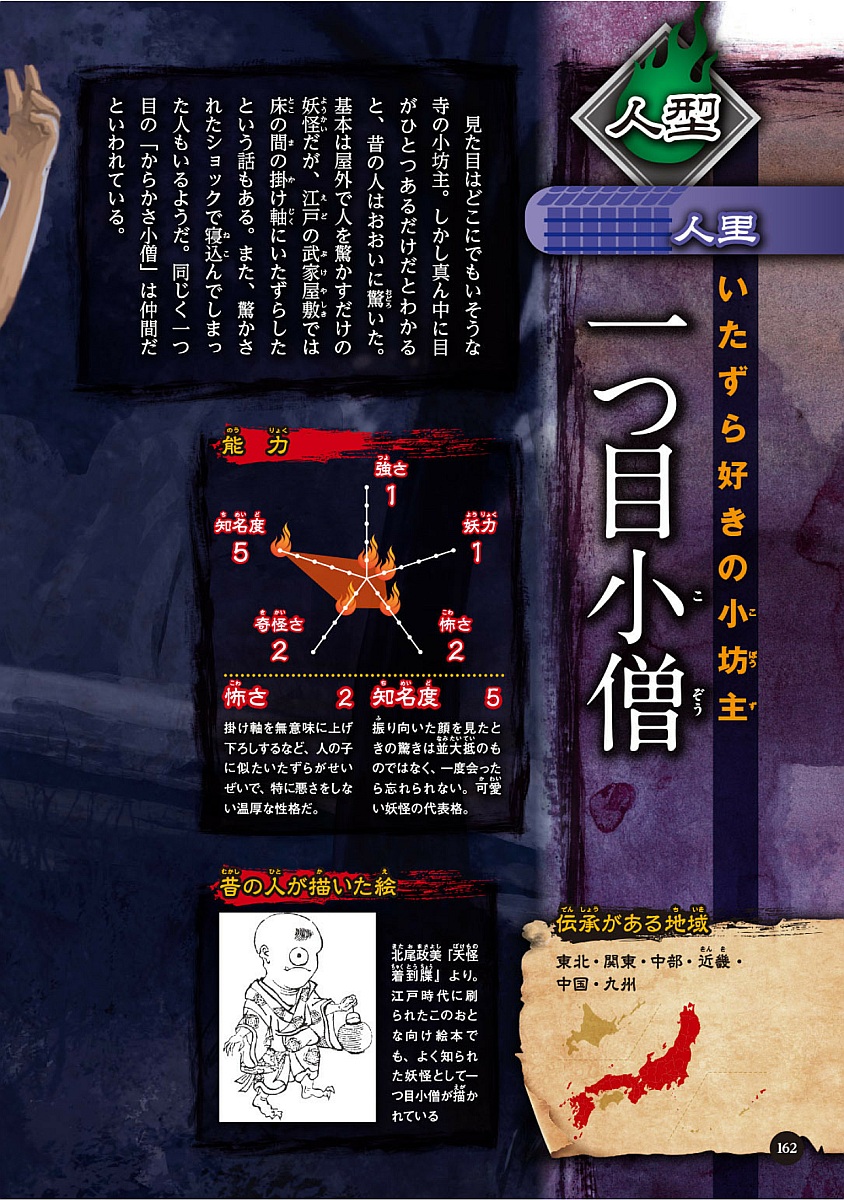 人型
人里
いたずら好きの小坊主
一つ目小僧
見た目はどこにでもいそうな
寺の小坊主。しかし真ん中に目
がひとつあるだけだとわかる
と、昔の人はおおいに驚いた。
基本は屋外で人を驚かすだけの
妖怪だが、江戸の武家屋敷では
床の間の掛け軸にいたずらした
という話もある。また、驚かさ
れたショックで寝込んでしまっ
た人もいるようだ。同じく一つ
目の「からかさ小僧」は仲間だ
といわれている。
能力
強さ
1
妖力
1
怖さ
2
奇怪さ
2
知名度
5
怖さ 2
掛け軸を無意味に上げ
下ろしするなど、人の子
に似たいたずらがせい
ぜいで、特に悪さをしな
い温厚な性格だ。
知名度 5
振り向いた顔を見たと
きの驚きは並大抵のも
のではなく、一度会った
ら忘れられない。可愛
い妖怪の代表格。
昔の人が描いた絵
北尾政美『夭怪
着到牒』より。
江戸時代に刷
られたこのおと
な向け絵本で
も、よく知られ
た妖怪として一
つ目小僧が描か
れている
伝承がある地域
東北・関東・中部・近畿・
中国・九州
162